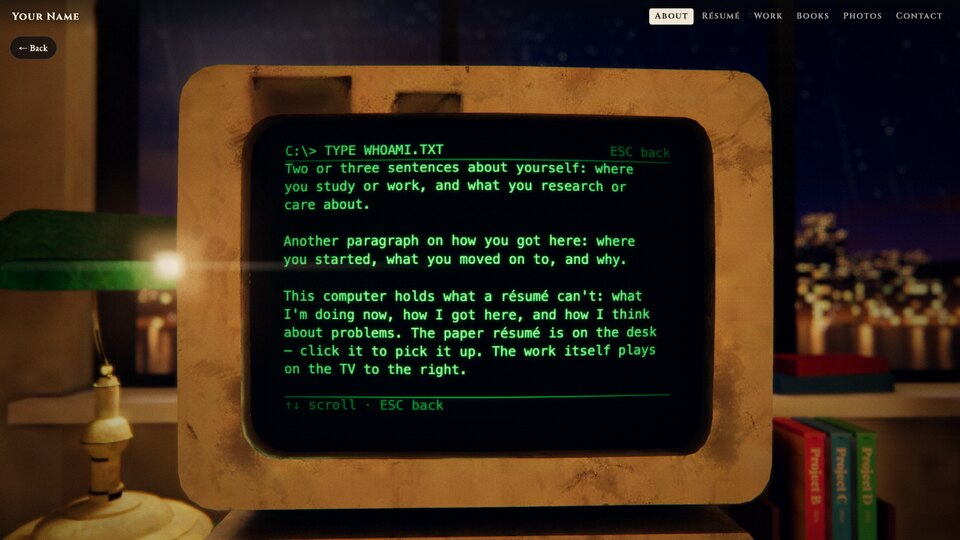 YOUR NAME
ABOUT RÉSUMÉ WORK BOOKS PHOTOS CONTACT
← Back
C:\> TYPE WHOAMI.TXT ESC back
Two or three sentences about yourself: where
you study or work, and what you research or
care about.
Another paragraph on how you got here: where
you started, what you moved on to, and why.
This computer holds what a résumé can't: what
I'm doing now, how I got here, and how I think
about problems. The paper résumé is on the desk
— click it to pick it up. The work itself plays
on the TV to the right.
↑↓ scroll · ESC back
Project B
Project C
Project D